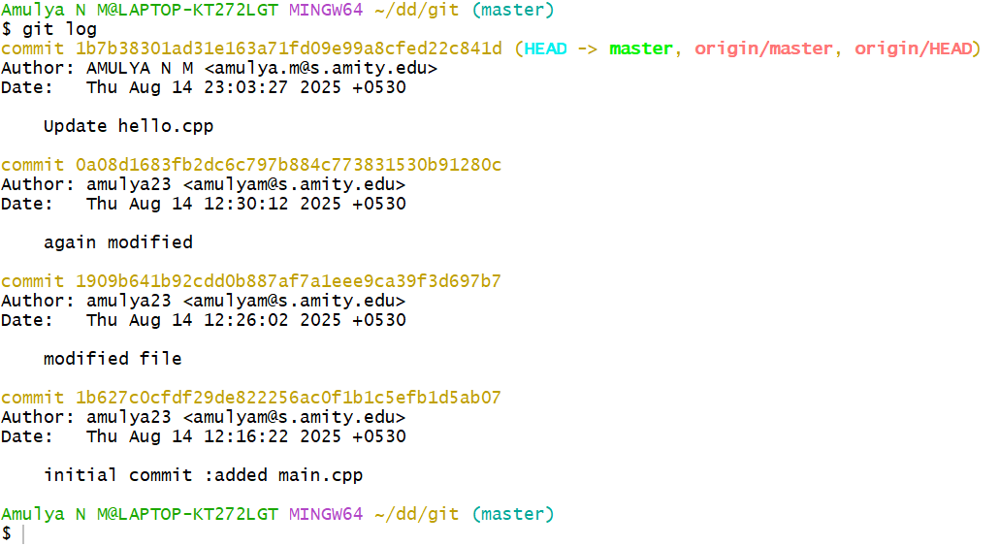 Amulya N M@LAPTOP-KT272LGT MINGW64 ~/dd/git (master)
$ git log
commit 1b7b38301ad31e163a71fd09e99a8cfed22c841d (HEAD -> master, origin/master, origin/HEAD)
Author: AMULYA N M <amulya.m@s.amity.edu>
Date:   Thu Aug 14 23:03:27 2025 +0530

    Update hello.cpp

commit 0a08d1683fb2dc6c797b884c773831530b91280c
Author: amulya23 <amulyam@s.amity.edu>
Date:   Thu Aug 14 12:30:12 2025 +0530

    again modified

commit 1909b641b92cdd0b887af7a1eee9ca39f3d697b7
Author: amulya23 <amulyam@s.amity.edu>
Date:   Thu Aug 14 12:26:02 2025 +0530

    modified file

commit 1b627c0cfdf29de822256ac0f1b1c5efb1d5ab07
Author: amulya23 <amulyam@s.amity.edu>
Date:   Thu Aug 14 12:16:22 2025 +0530

    initial commit :added main.cpp

Amulya N M@LAPTOP-KT272LGT MINGW64 ~/dd/git (master)
$